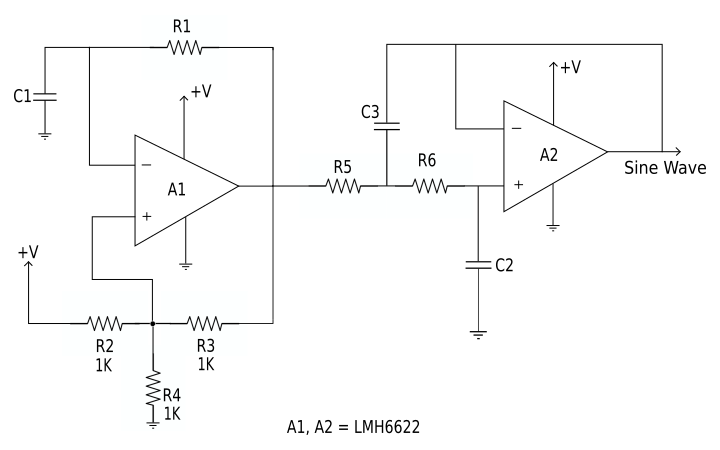 R1
+V
C1
−
A1
+
+V
R2
1K
R3
1K
R4
1K
C3
R5
R6
+V
−
A2
+
Sine Wave
C2
A1, A2 = LMH6622